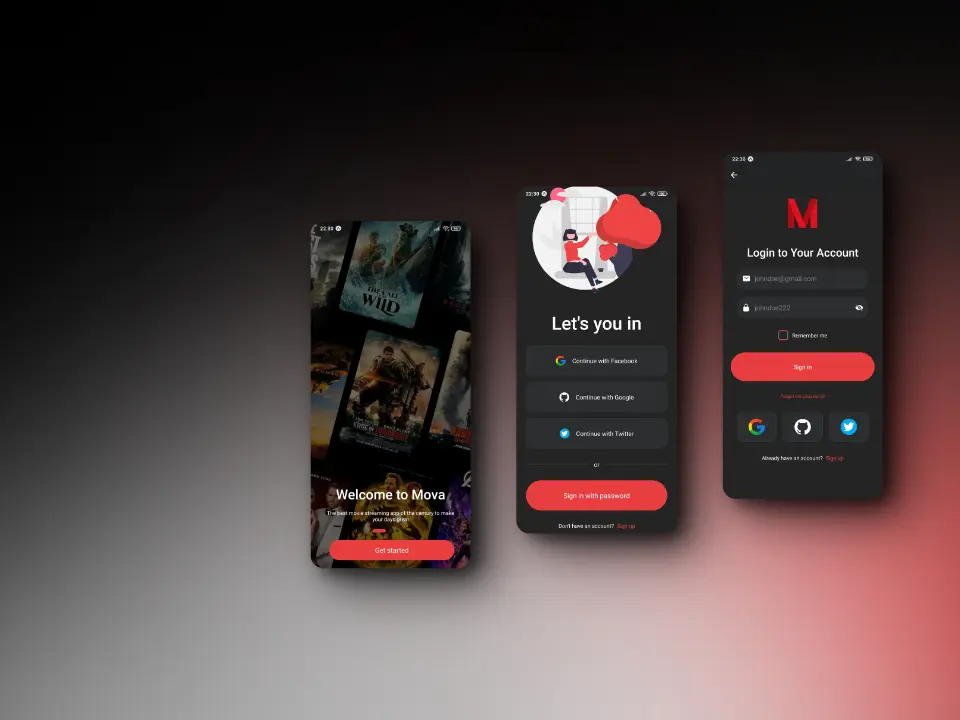 22:30
THE CALL
OF THE
WILD
EDGE OF TOMORROW
Welcome to Mova
The best movie streaming app of the century to make
your days great!
Get started
22:30
Let's you in
Continue with Facebook
Continue with Google
Continue with Twitter
or
Sign in with password
Don't have an account? Sign up
22:30
M
Login to Your Account
johndoe@gmail.com
johndoe222
Remember me
Sign in
Forgot the password?
Already have an account? Sign up